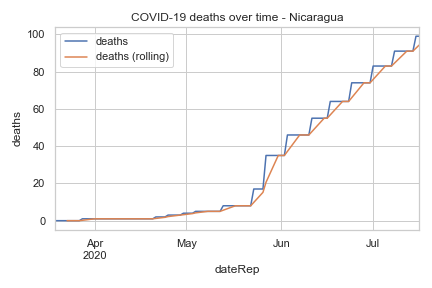 COVID-19 deaths over time - Nicaragua
deaths
deaths (rolling)
100
80
60
40
20
0
deaths
Apr
2020
May
Jun
Jul
dateRep